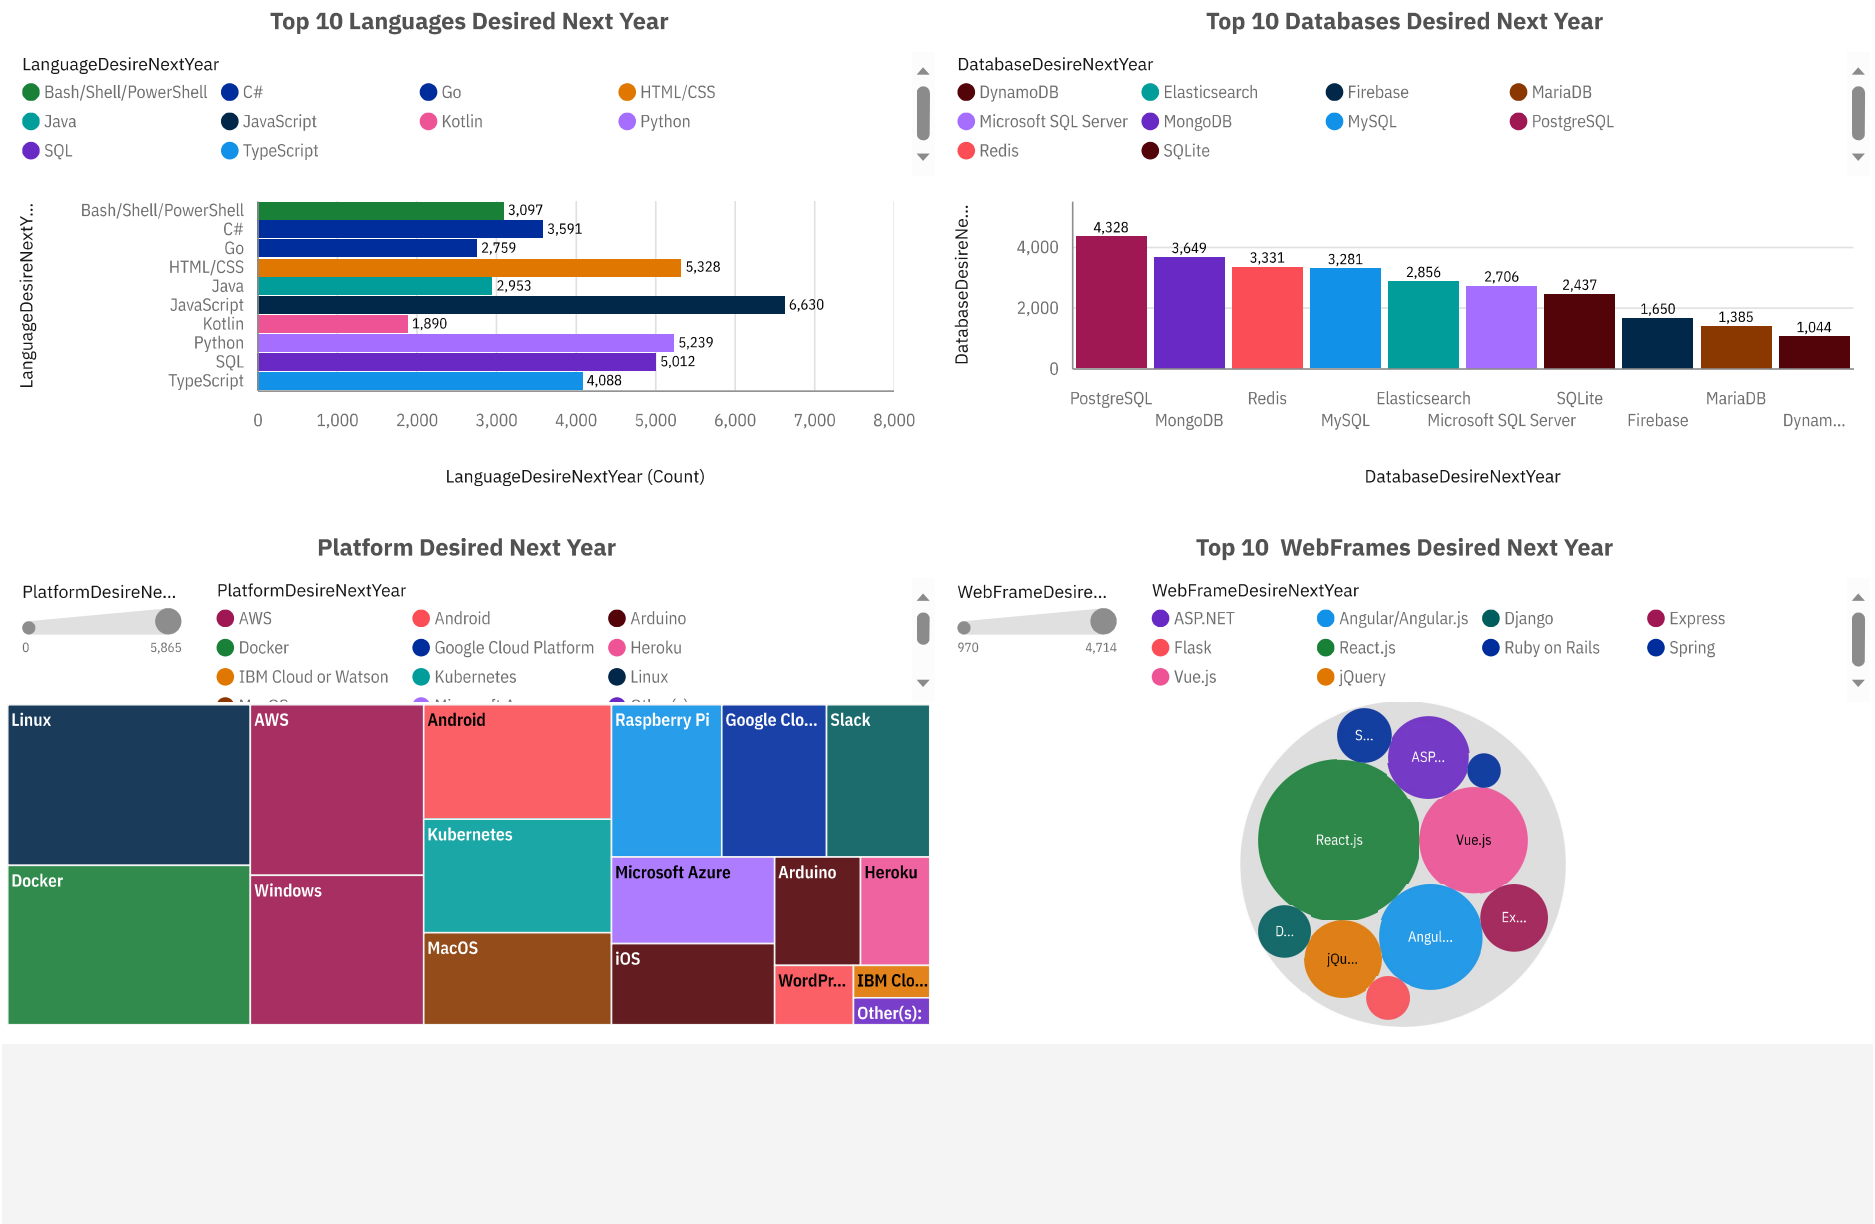 Top 10 Languages Desired Next Year
LanguageDesireNextYear
Bash/Shell/PowerShell C# Go HTML/CSS
Java JavaScript Kotlin Python
SQL TypeScript
LanguageDesireNextY...
Bash/Shell/PowerShell 3,097
C# 3,591
Go 2,759
HTML/CSS 5,328
Java 2,953
JavaScript 6,630
Kotlin 1,890
Python 5,239
SQL 5,012
TypeScript 4,088
0 1,000 2,000 3,000 4,000 5,000 6,000 7,000 8,000
LanguageDesireNextYear (Count)
Top 10 Databases Desired Next Year
DatabaseDesireNextYear
DynamoDB Elasticsearch Firebase MariaDB
Microsoft SQL Server MongoDB MySQL PostgreSQL
Redis SQLite
DatabaseDesireNe...
4,000
2,000
0
4,328 3,649 3,331 3,281 2,856 2,706 2,437 1,650 1,385 1,044
PostgreSQL Redis Elasticsearch SQLite MariaDB
MongoDB MySQL Microsoft SQL Server Firebase Dynam...
DatabaseDesireNextYear
Platform Desired Next Year
PlatformDesireNe...
0 5,865
PlatformDesireNextYear
AWS Android Arduino
Docker Google Cloud Platform Heroku
IBM Cloud or Watson Kubernetes Linux
Linux AWS Android Raspberry Pi Google Clo... Slack
Kubernetes
Docker Windows Microsoft Azure Arduino Heroku
MacOS iOS
WordPr... IBM Clo...
Other(s):
Top 10 WebFrames Desired Next Year
WebFrameDesire...
970 4,714
WebFrameDesireNextYear
ASP.NET Angular/Angular.js Django Express
Flask React.js Ruby on Rails Spring
Vue.js jQuery
S... ASP...
React.js Vue.js
D... jQu... Angul... Ex...